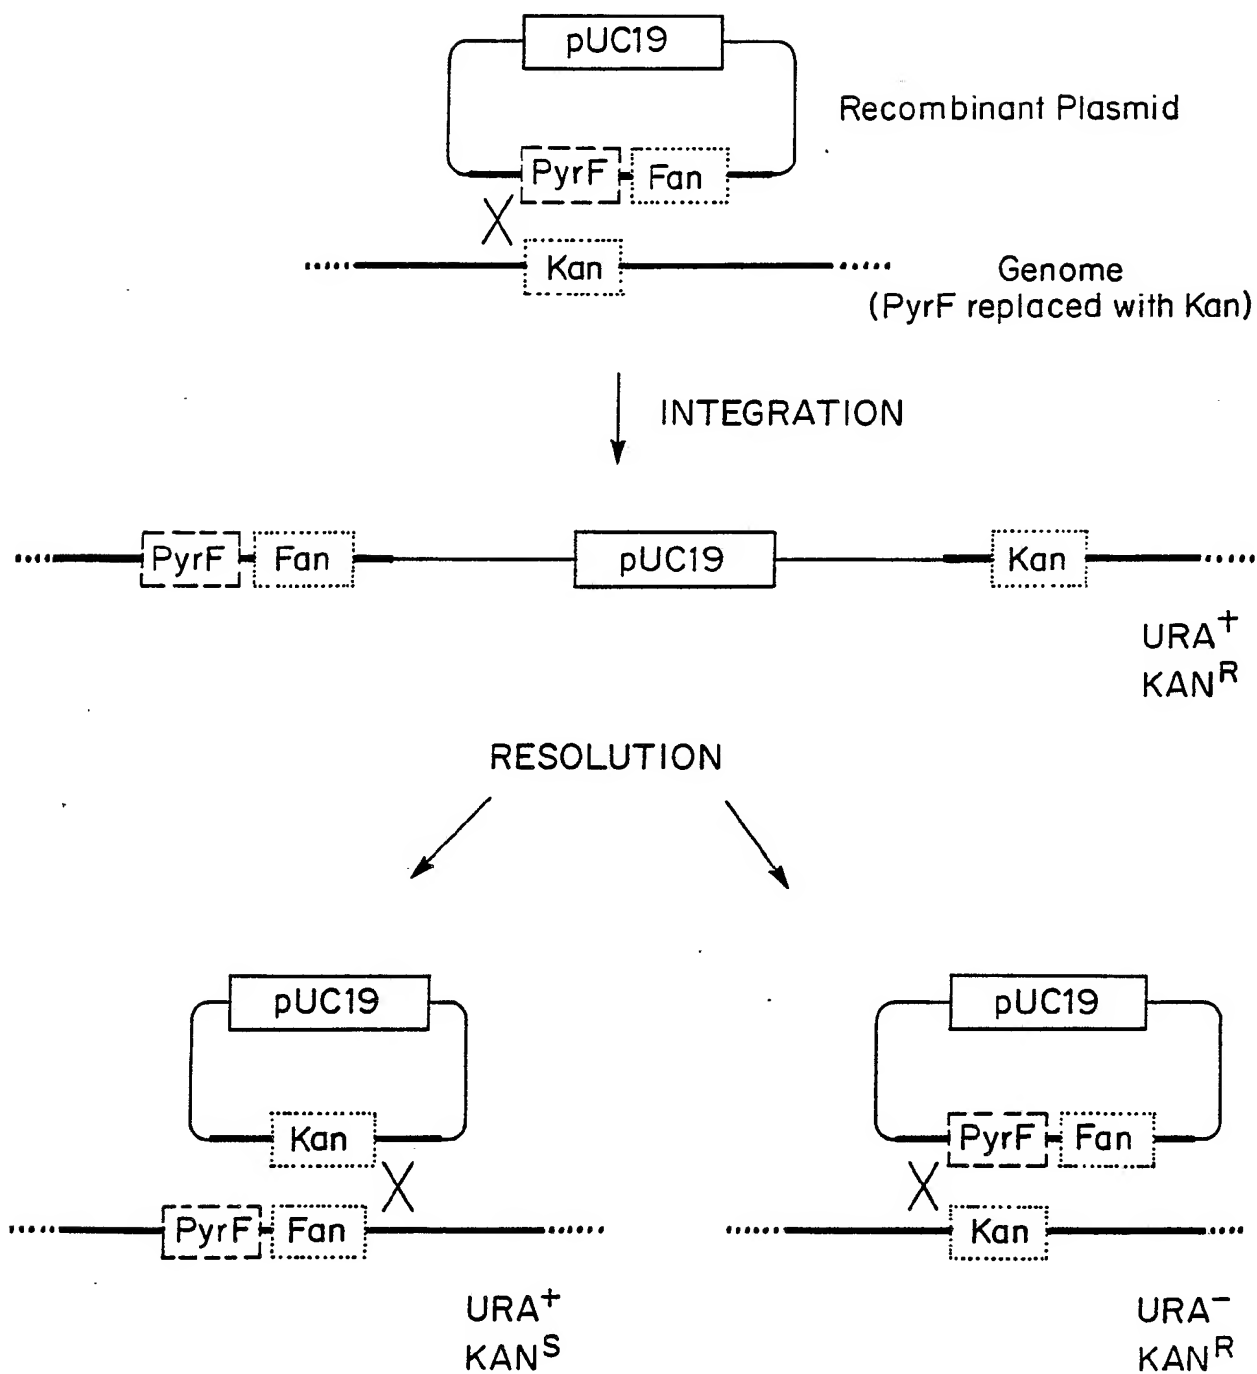 pUC19
Recombinant Plasmid
PyrF
Fan
Kan
Genome
(PyrF replaced with Kan)
INTEGRATION
PyrF
Fan
pUC19
Kan
URA+
KANR
RESOLUTION
pUC19
pUC19
Kan
PyrF
Fan
PyrF
Fan
Kan
URA+
KANS
URA-
KANR